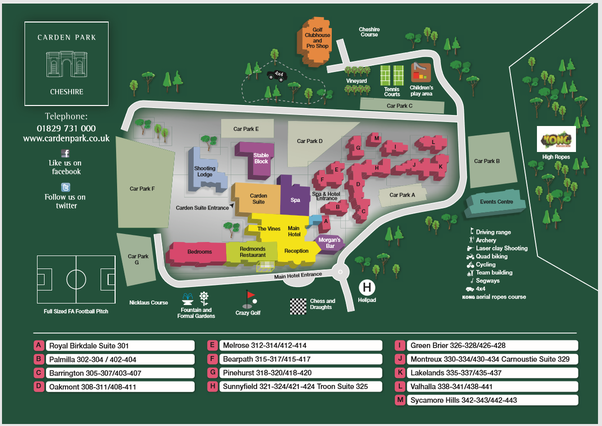 CARDEN PARK
CHESHIRE
Telephone:
01829 731 000
www.cardenpark.co.uk
Like us on
facebook
Follow us on
twitter
Full Sized FA Football Pitch
Golf
Clubhouse
and
Pro Shop
Cheshire
Course
4x4
Vineyard
Tennis
Courts
Children's
play area
Car Park C
Car Park E
Car Park D
Car Park B
Car Park F
Car Park A
Car Park G
KONG
High Ropes
Events Centre
Shooting
Lodge
Stable
Block
Carden
Suite
Spa
Carden Suite Entrance
Spa & Hotel
Entrance
The Vines
Main
Hotel
Bedrooms
Redmonds
Restaurant
Reception
Morgan's
Bar
Main Hotel Entrance
A
C
D
E
F
G
H
I
J
K
L
M
Nicklaus Course
Fountain and
Formal Gardens
Crazy Golf
Chess and
Draughts
H
Helipad
Driving range
Archery
Laser clay Shooting
Quad biking
Cycling
Team building
Segways
4x4
KONG aerial ropes course
A Royal Birkdale Suite 301
B Palmilla 302-304 / 402-404
C Barrington 305-307/403-407
D Oakmont 308-311/408-411
E Melrose 312-314/412-414
F Bearpath 315-317/415-417
G Pinehurst 318-320/418-420
H Sunnyfield 321-324/421-424 Troon Suite 325
I Green Brier 326-328/426-428
J Montreux 330-334/430-434 Carnoustie Suite 329
K Lakelands 335-337/435-437
L Valhalla 338-341/438-441
M Sycamore Hills 342-343/442-443